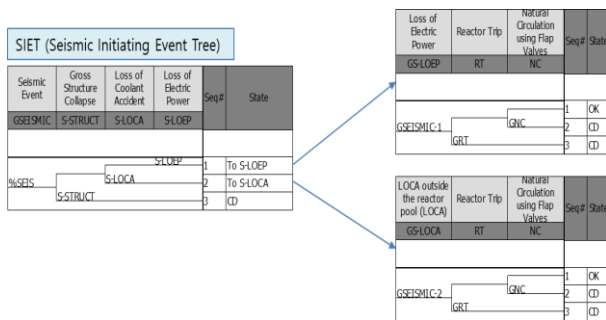 SIET (Seismic Initiating Event Tree)
Seismic
Event
Gross
Structure
Collapse
Loss of
Coolant
Accident
Loss of
Electric
Power
Seq#
State
GSEISMIC
S-STRUCT
S-LOCA
S-LOEP
%SEIS
S-STRUCT
S-LOCA
S-LOEP
1
To S-LOEP
2
To S-LOCA
3
CD
Loss of
Electric
Power
Reactor Trip
Natural
Circulation
using Flap
Valves
Seq#
State
GS-LOEP
RT
NC
GSEISMIC-1
GRT
GNC
1
OK
2
CD
3
CD
LOCA outside
the reactor
pool (LOCA)
Reactor Trip
Natural
Circulation
using Flap
Valves
Seq#
State
GS-LOCA
RT
NC
GSEISMIC-2
GRT
GNC
1
OK
2
CD
3
CD